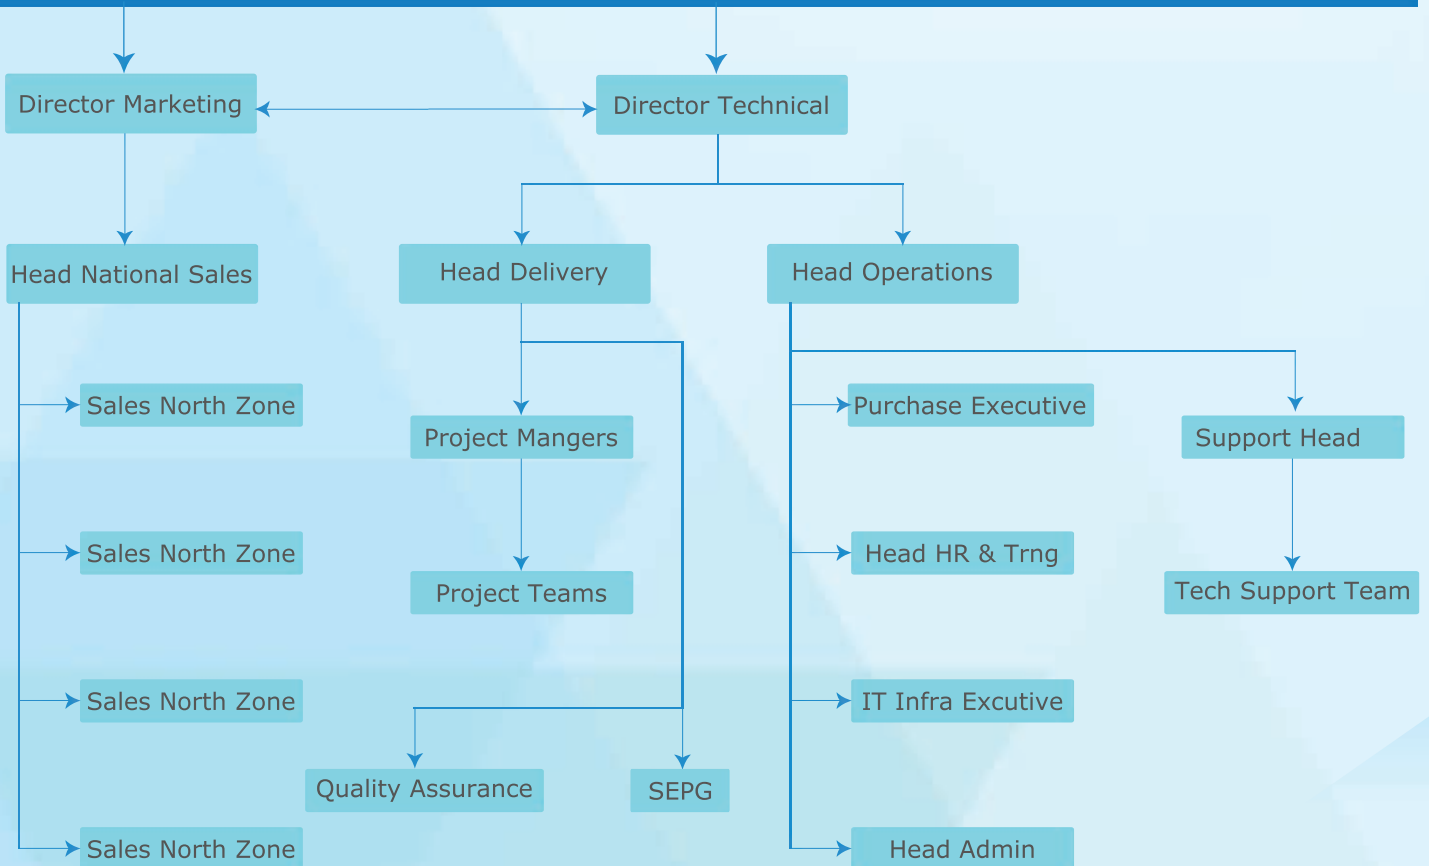 Director Marketing
Director Technical
Head National Sales
Head Delivery
Head Operations
Sales North Zone
Purchase Executive
Project Mangers
Support Head
Sales North Zone
Head HR & Trng
Project Teams
Tech Support Team
Sales North Zone
IT Infra Excutive
Quality Assurance
SEPG
Sales North Zone
Head Admin